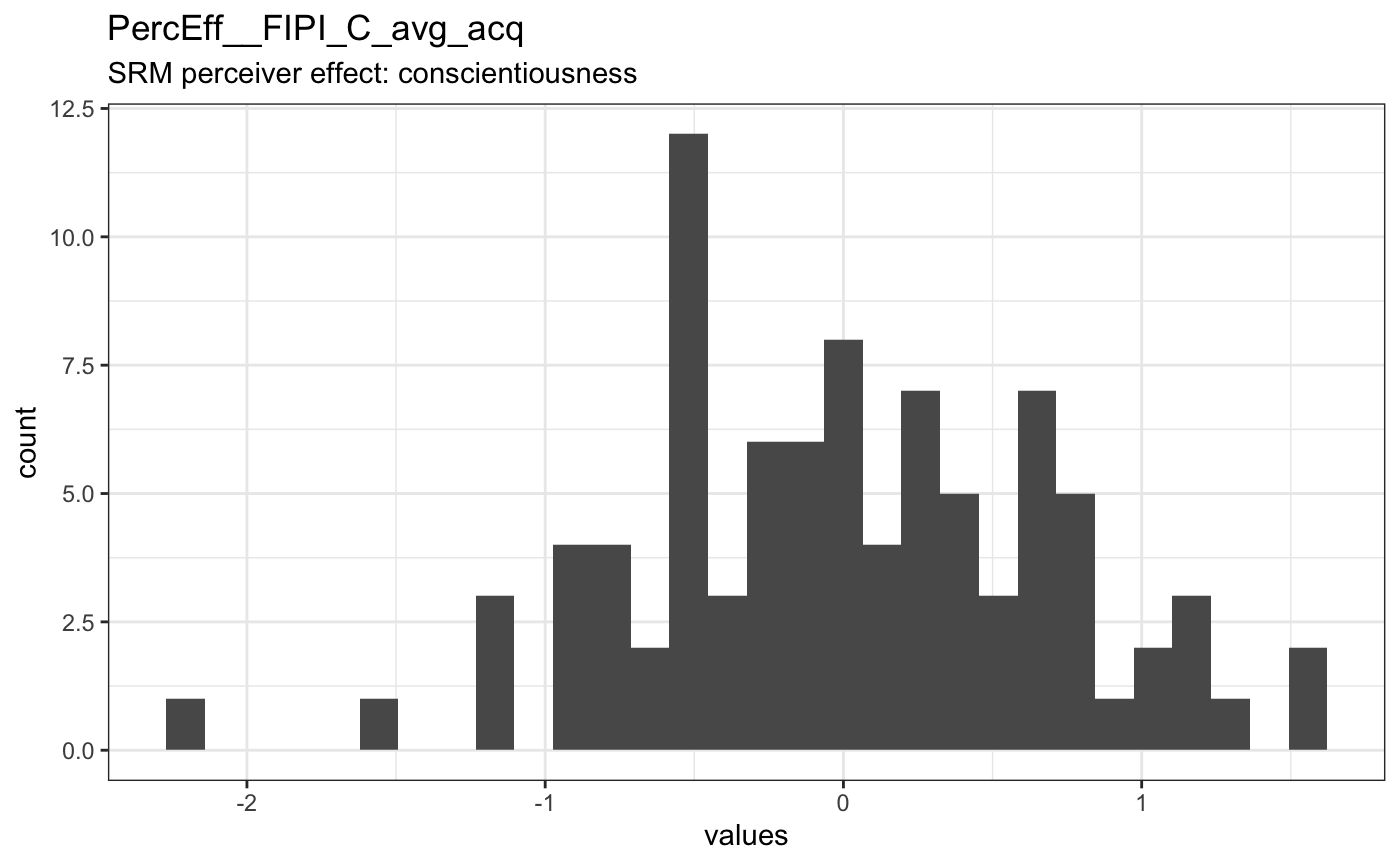 PercEff__FIPI_C_avg_acq
SRM perceiver effect: conscientiousness
12.5
10.0
7.5
5.0
2.5
0.0
count
-2 -1 0 1
values